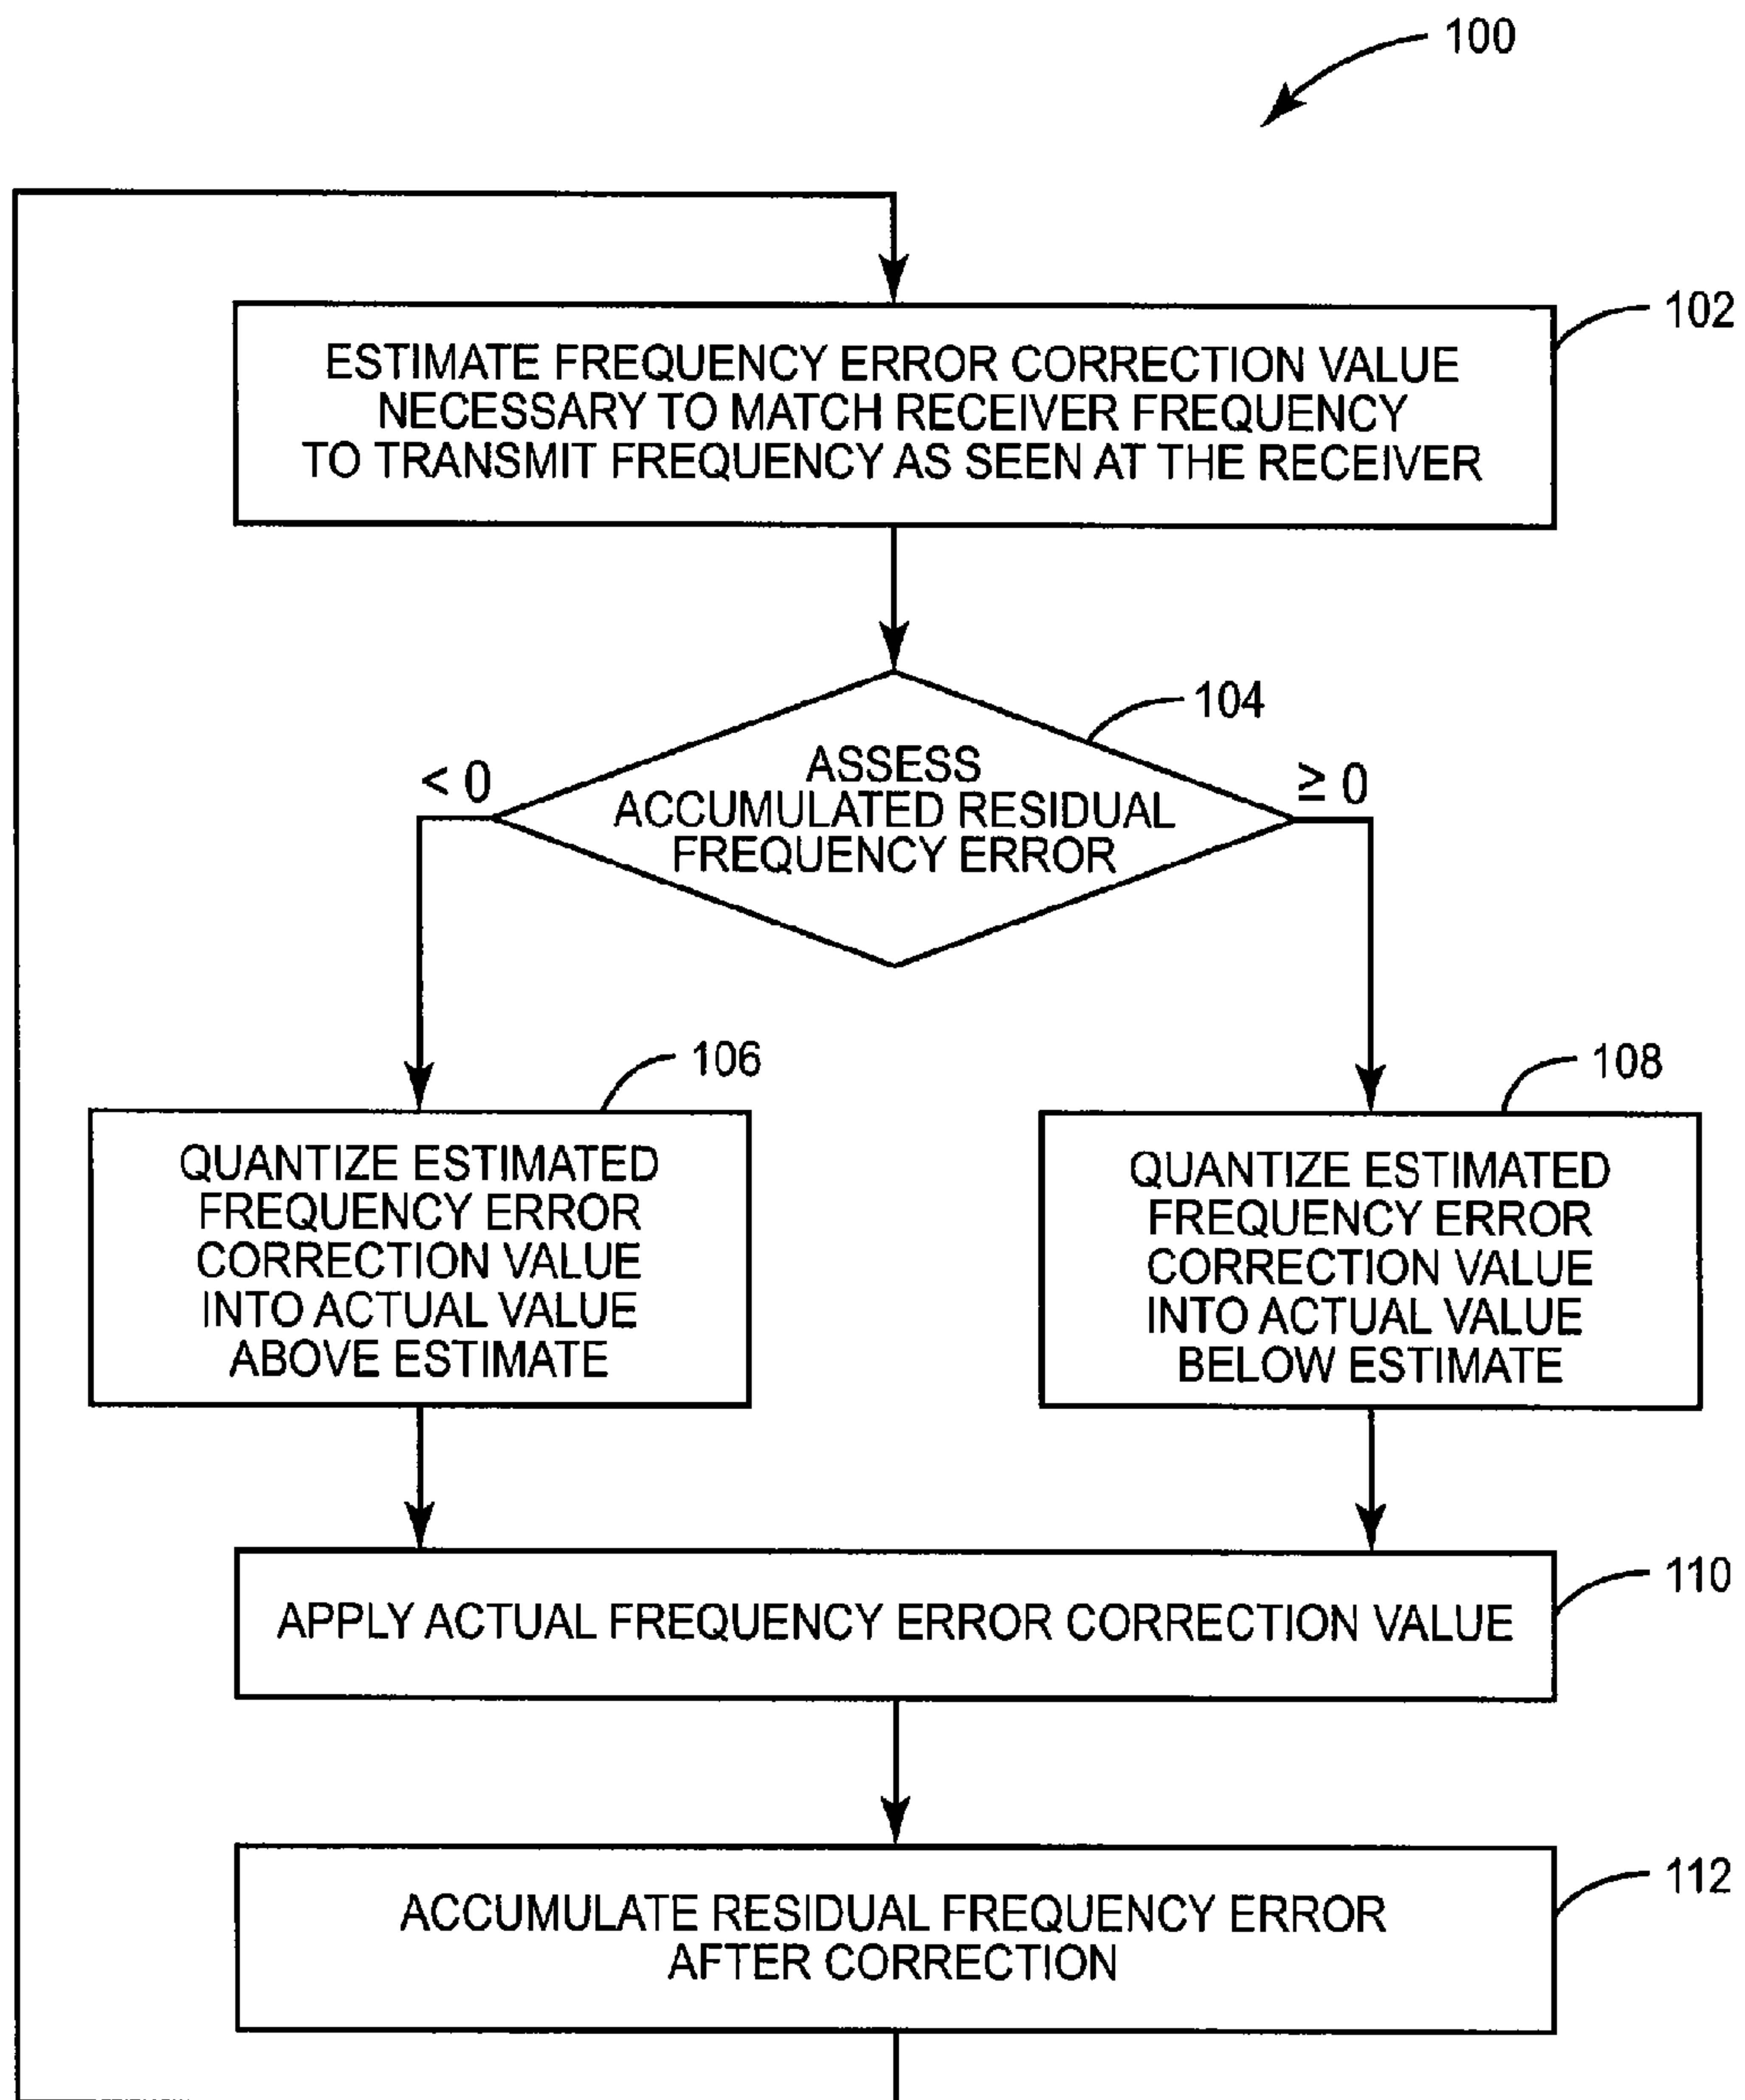 100
102
ESTIMATE FREQUENCY ERROR CORRECTION VALUE
NECESSARY TO MATCH RECEIVER FREQUENCY
TO TRANSMIT FREQUENCY AS SEEN AT THE RECEIVER
104
< 0
≥ 0
ASSESS
ACCUMULATED RESIDUAL
FREQUENCY ERROR
106
QUANTIZE ESTIMATED
FREQUENCY ERROR
CORRECTION VALUE
INTO ACTUAL VALUE
ABOVE ESTIMATE
108
QUANTIZE ESTIMATED
FREQUENCY ERROR
CORRECTION VALUE
INTO ACTUAL VALUE
BELOW ESTIMATE
110
APPLY ACTUAL FREQUENCY ERROR CORRECTION VALUE
112
ACCUMULATE RESIDUAL FREQUENCY ERROR
AFTER CORRECTION